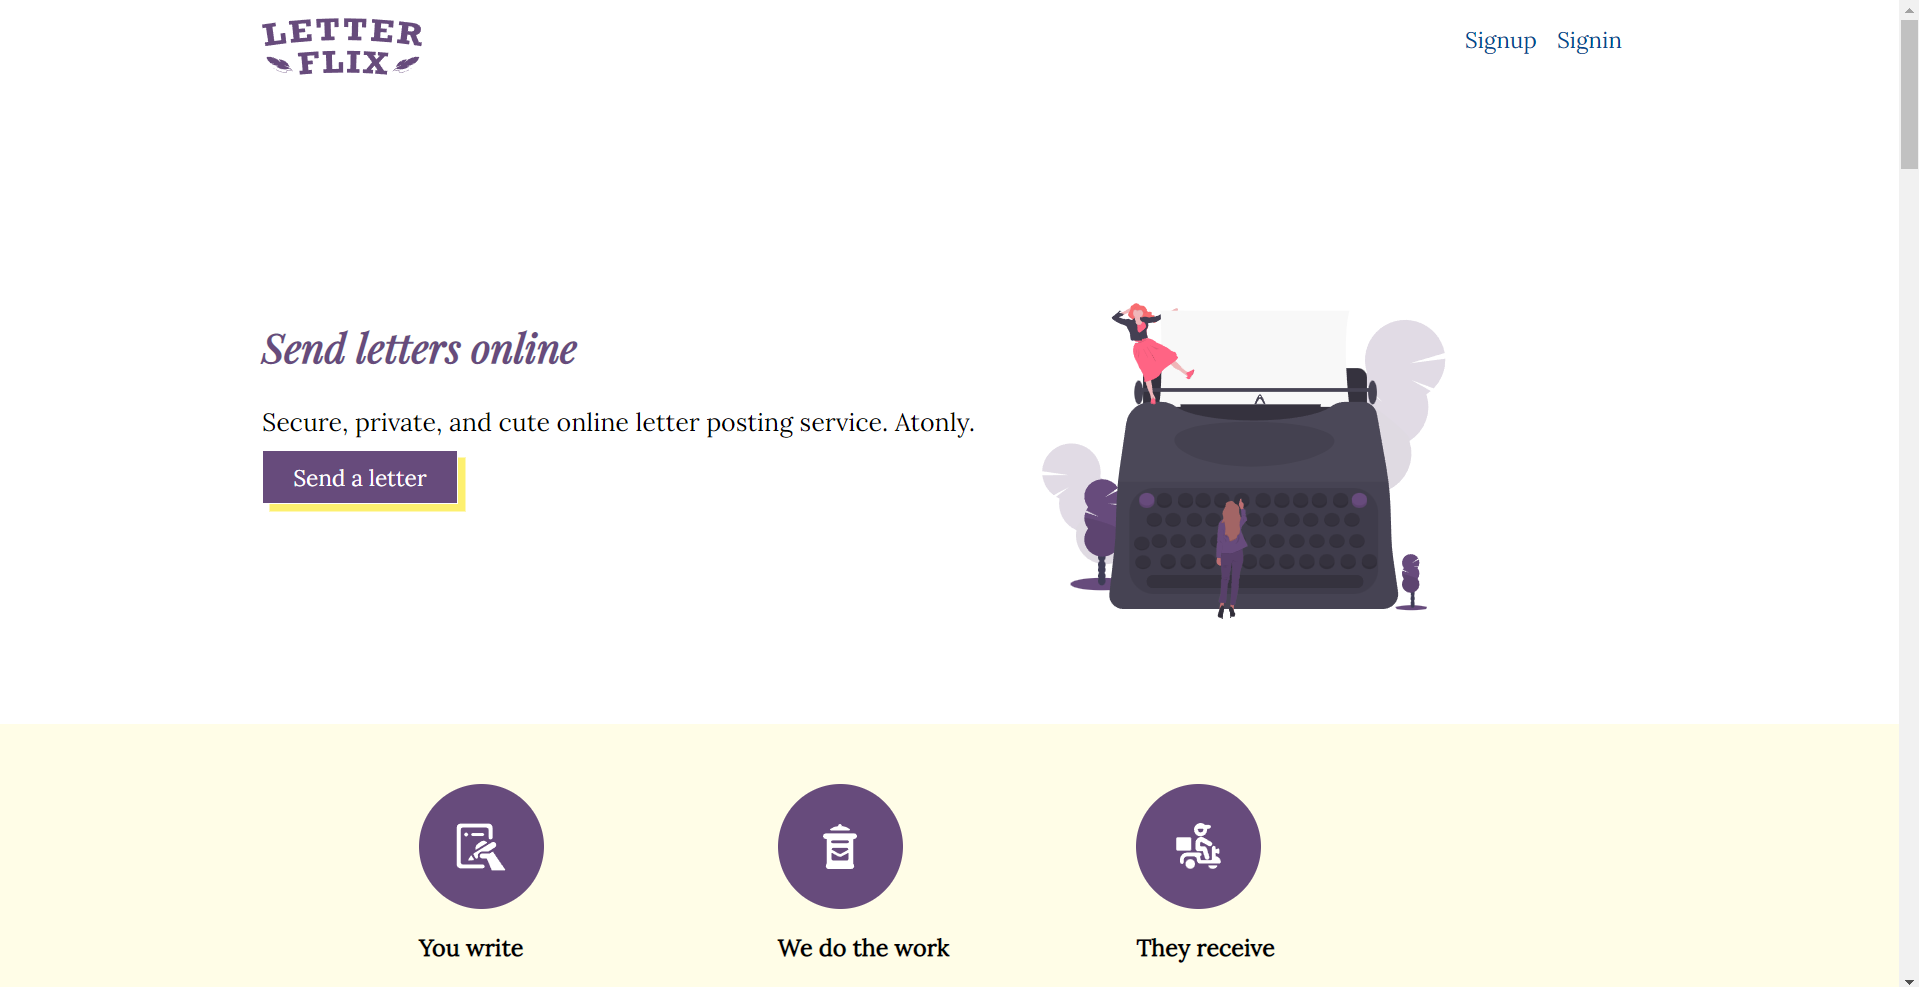 LETTER
FLIX
Signup Signin
Send letters online
Secure, private, and cute online letter posting service. Atonly.
Send a letter
You write
We do the work
They receive